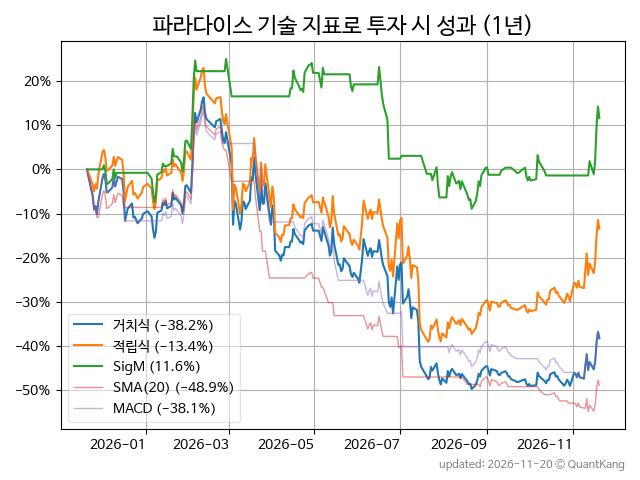 파라다이스 기술 지표로 투자 시 성과 (1년)
20%
10%
0%
−10%
−20%
−30%
−40%
−50%
거치식 (−38.2%)
적립식 (−13.4%)
SigM (11.6%)
SMA(20) (−48.9%)
MACD (−38.1%)
2026-01 2026-03 2026-05 2026-07 2026-09 2026-11
updated: 2026-11-20 © QuantKang